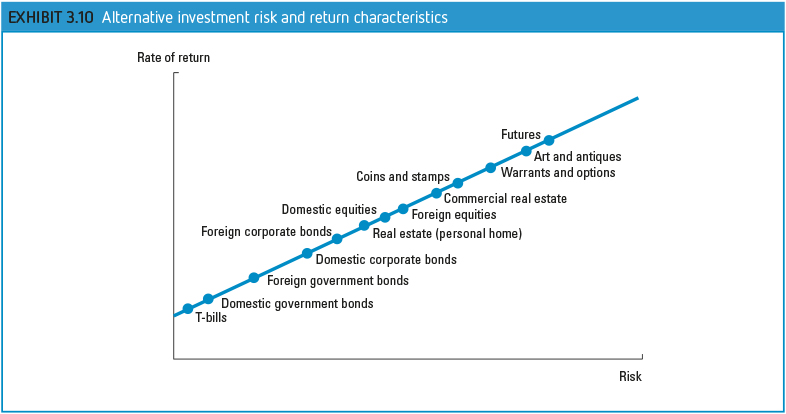 EXHIBIT 3.10 Alternative investment risk and return characteristics
Rate of return
Futures
Art and antiques
Warrants and options
Coins and stamps
Commercial real estate
Domestic equities
Foreign equities
Foreign corporate bonds
Real estate (personal home)
Domestic corporate bonds
Foreign government bonds
Domestic government bonds
T-bills
Risk